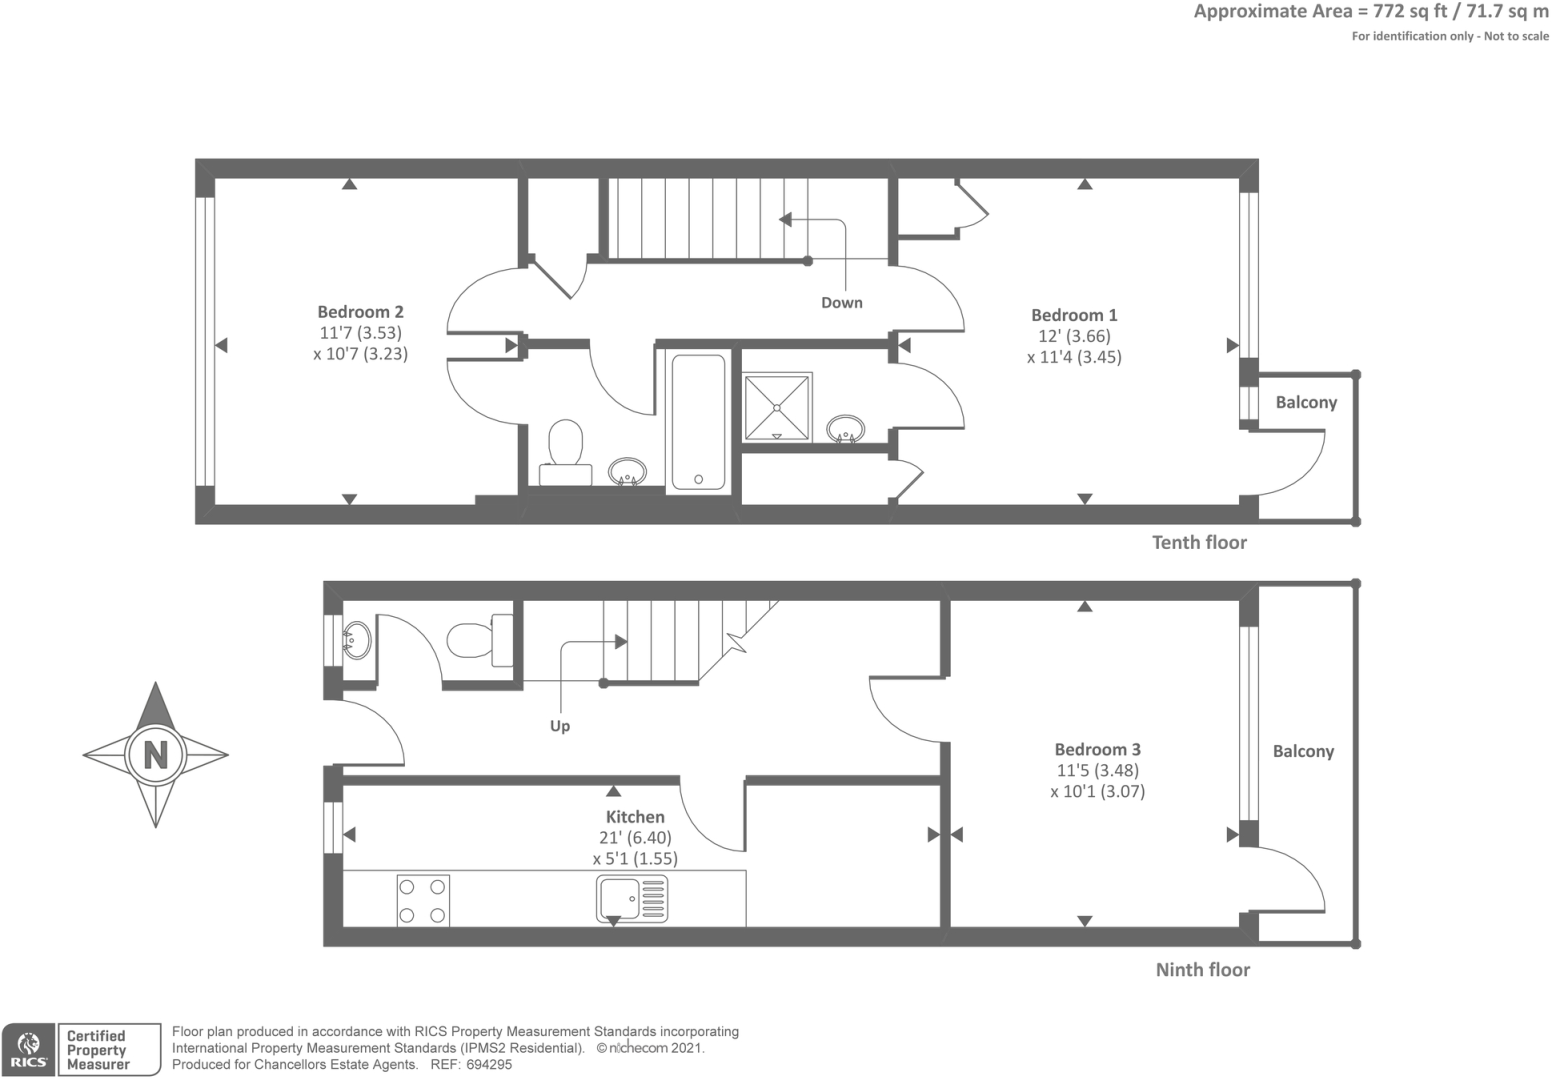 Approximate Area = 772 sq ft / 71.7 sq m
For identification only - Not to scale
Bedroom 2
11'7 (3.53)
x 10'7 (3.23)
Down
Bedroom 1
12' (3.66)
x 11'4 (3.45)
Balcony
Tenth floor
Up
Bedroom 3
11'5 (3.48)
x 10'1 (3.07)
Balcony
N
Kitchen
21' (6.40)
x 5'1 (1.55)
Ninth floor
RICS
Certified
Property
Measurer
Floor plan produced in accordance with RICS Property Measurement Standards incorporating
International Property Measurement Standards (IPMS2 Residential). © nichecom 2021.
Produced for Chancellors Estate Agents. REF: 694295